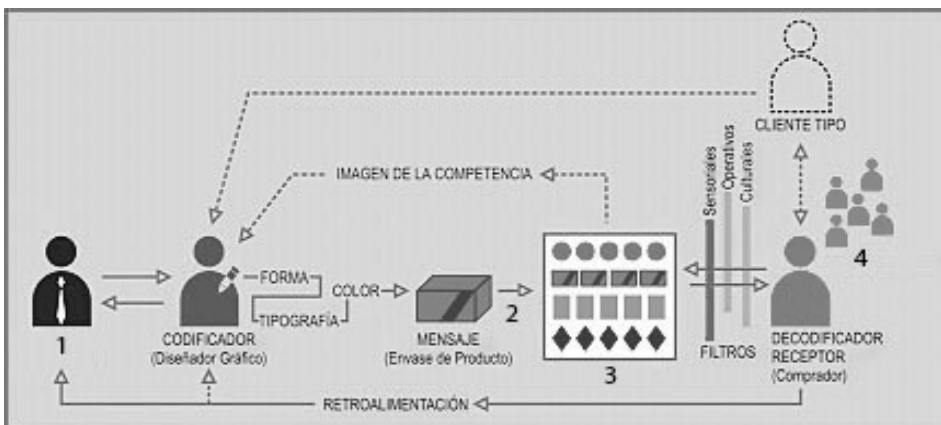 CLIENTE TIPO
IMAGEN DE LA COMPETENCIA
Sensoriales
Operativos
Culturales
4
FORMA
COLOR
TIPOGRAFÍA
2
1
CODIFICADOR
(Diseñador Gráfico)
MENSAJE
(Envase de Producto)
3
FILTROS
DECODIFICADOR
RECEPTOR
(Comprador)
RETROALIMENTACIÓN